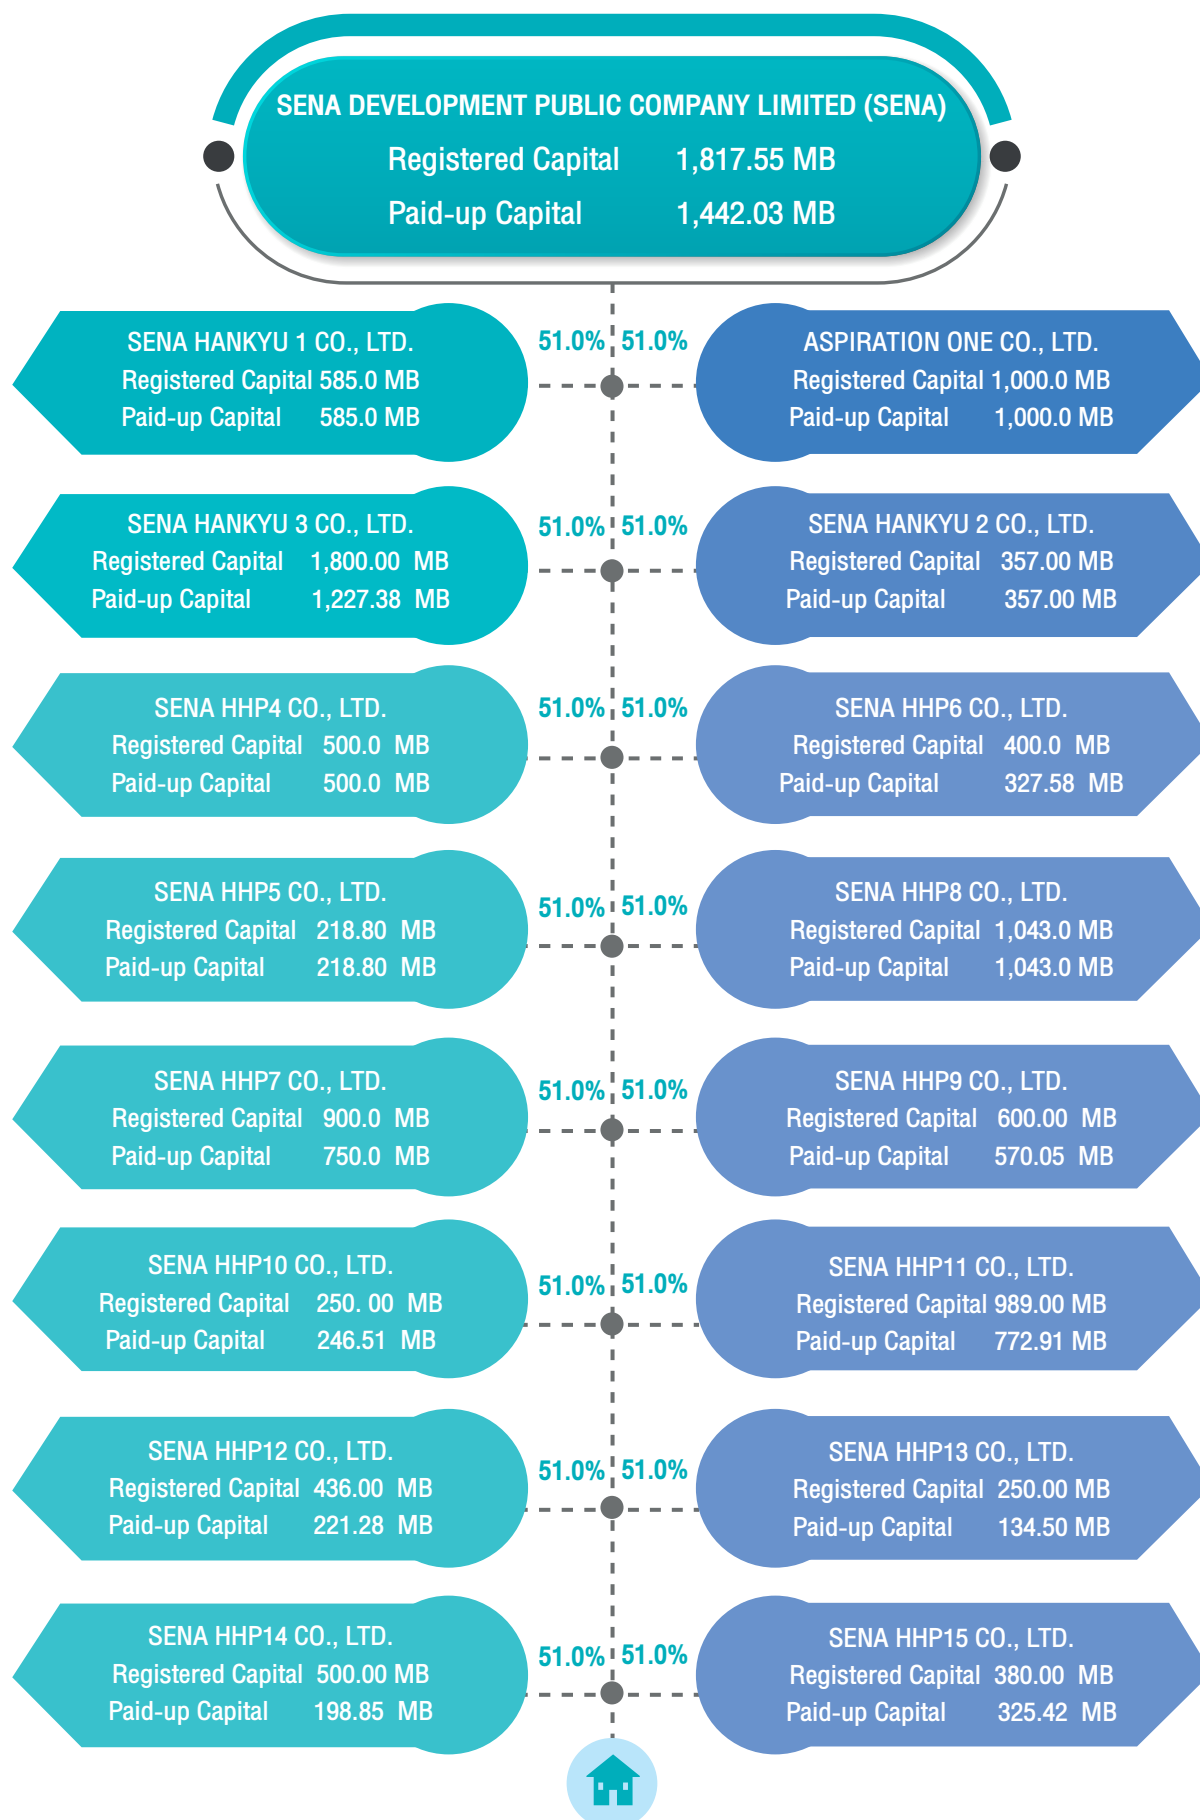 SENA DEVELOPMENT PUBLIC COMPANY LIMITED (SENA)
Registered Capital 1,817.55 MB
Paid-up Capital 1,442.03 MB
SENA HANKYU 1 CO., LTD.
Registered Capital 585.0 MB
Paid-up Capital 585.0 MB
51.0% 51.0%
ASPIRATION ONE CO., LTD.
Registered Capital 1,000.0 MB
Paid-up Capital 1,000.0 MB
SENA HANKYU 3 CO., LTD.
Registered Capital 1,800.00 MB
Paid-up Capital 1,227.38 MB
51.0% 51.0%
SENA HANKYU 2 CO., LTD.
Registered Capital 357.00 MB
Paid-up Capital 357.00 MB
SENA HHP4 CO., LTD.
Registered Capital 500.0 MB
Paid-up Capital 500.0 MB
51.0% 51.0%
SENA HHP6 CO., LTD.
Registered Capital 400.0 MB
Paid-up Capital 327.58 MB
SENA HHP5 CO., LTD.
Registered Capital 218.80 MB
Paid-up Capital 218.80 MB
51.0% 51.0%
SENA HHP8 CO., LTD.
Registered Capital 1,043.0 MB
Paid-up Capital 1,043.0 MB
SENA HHP7 CO., LTD.
Registered Capital 900.0 MB
Paid-up Capital 750.0 MB
51.0% 51.0%
SENA HHP9 CO., LTD.
Registered Capital 600.00 MB
Paid-up Capital 570.05 MB
SENA HHP10 CO., LTD.
Registered Capital 250. 00 MB
Paid-up Capital 246.51 MB
51.0% 51.0%
SENA HHP11 CO., LTD.
Registered Capital 989.00 MB
Paid-up Capital 772.91 MB
SENA HHP12 CO., LTD.
Registered Capital 436.00 MB
Paid-up Capital 221.28 MB
51.0% 51.0%
SENA HHP13 CO., LTD.
Registered Capital 250.00 MB
Paid-up Capital 134.50 MB
SENA HHP14 CO., LTD.
Registered Capital 500.00 MB
Paid-up Capital 198.85 MB
51.0% 51.0%
SENA HHP15 CO., LTD.
Registered Capital 380.00 MB
Paid-up Capital 325.42 MB